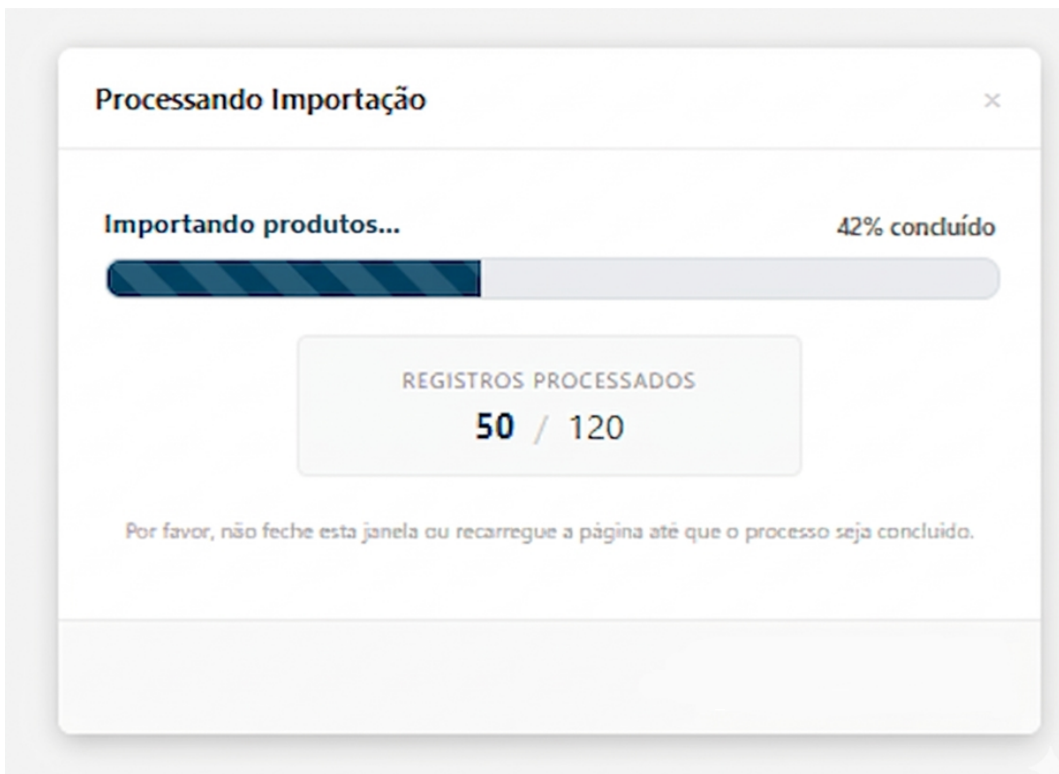 Processando Importação ×
Importando produtos... 42% concluído
REGISTROS PROCESSADOS
50 / 120
Por favor, não feche esta janela ou recarregue a página até que o processo seja concluído.